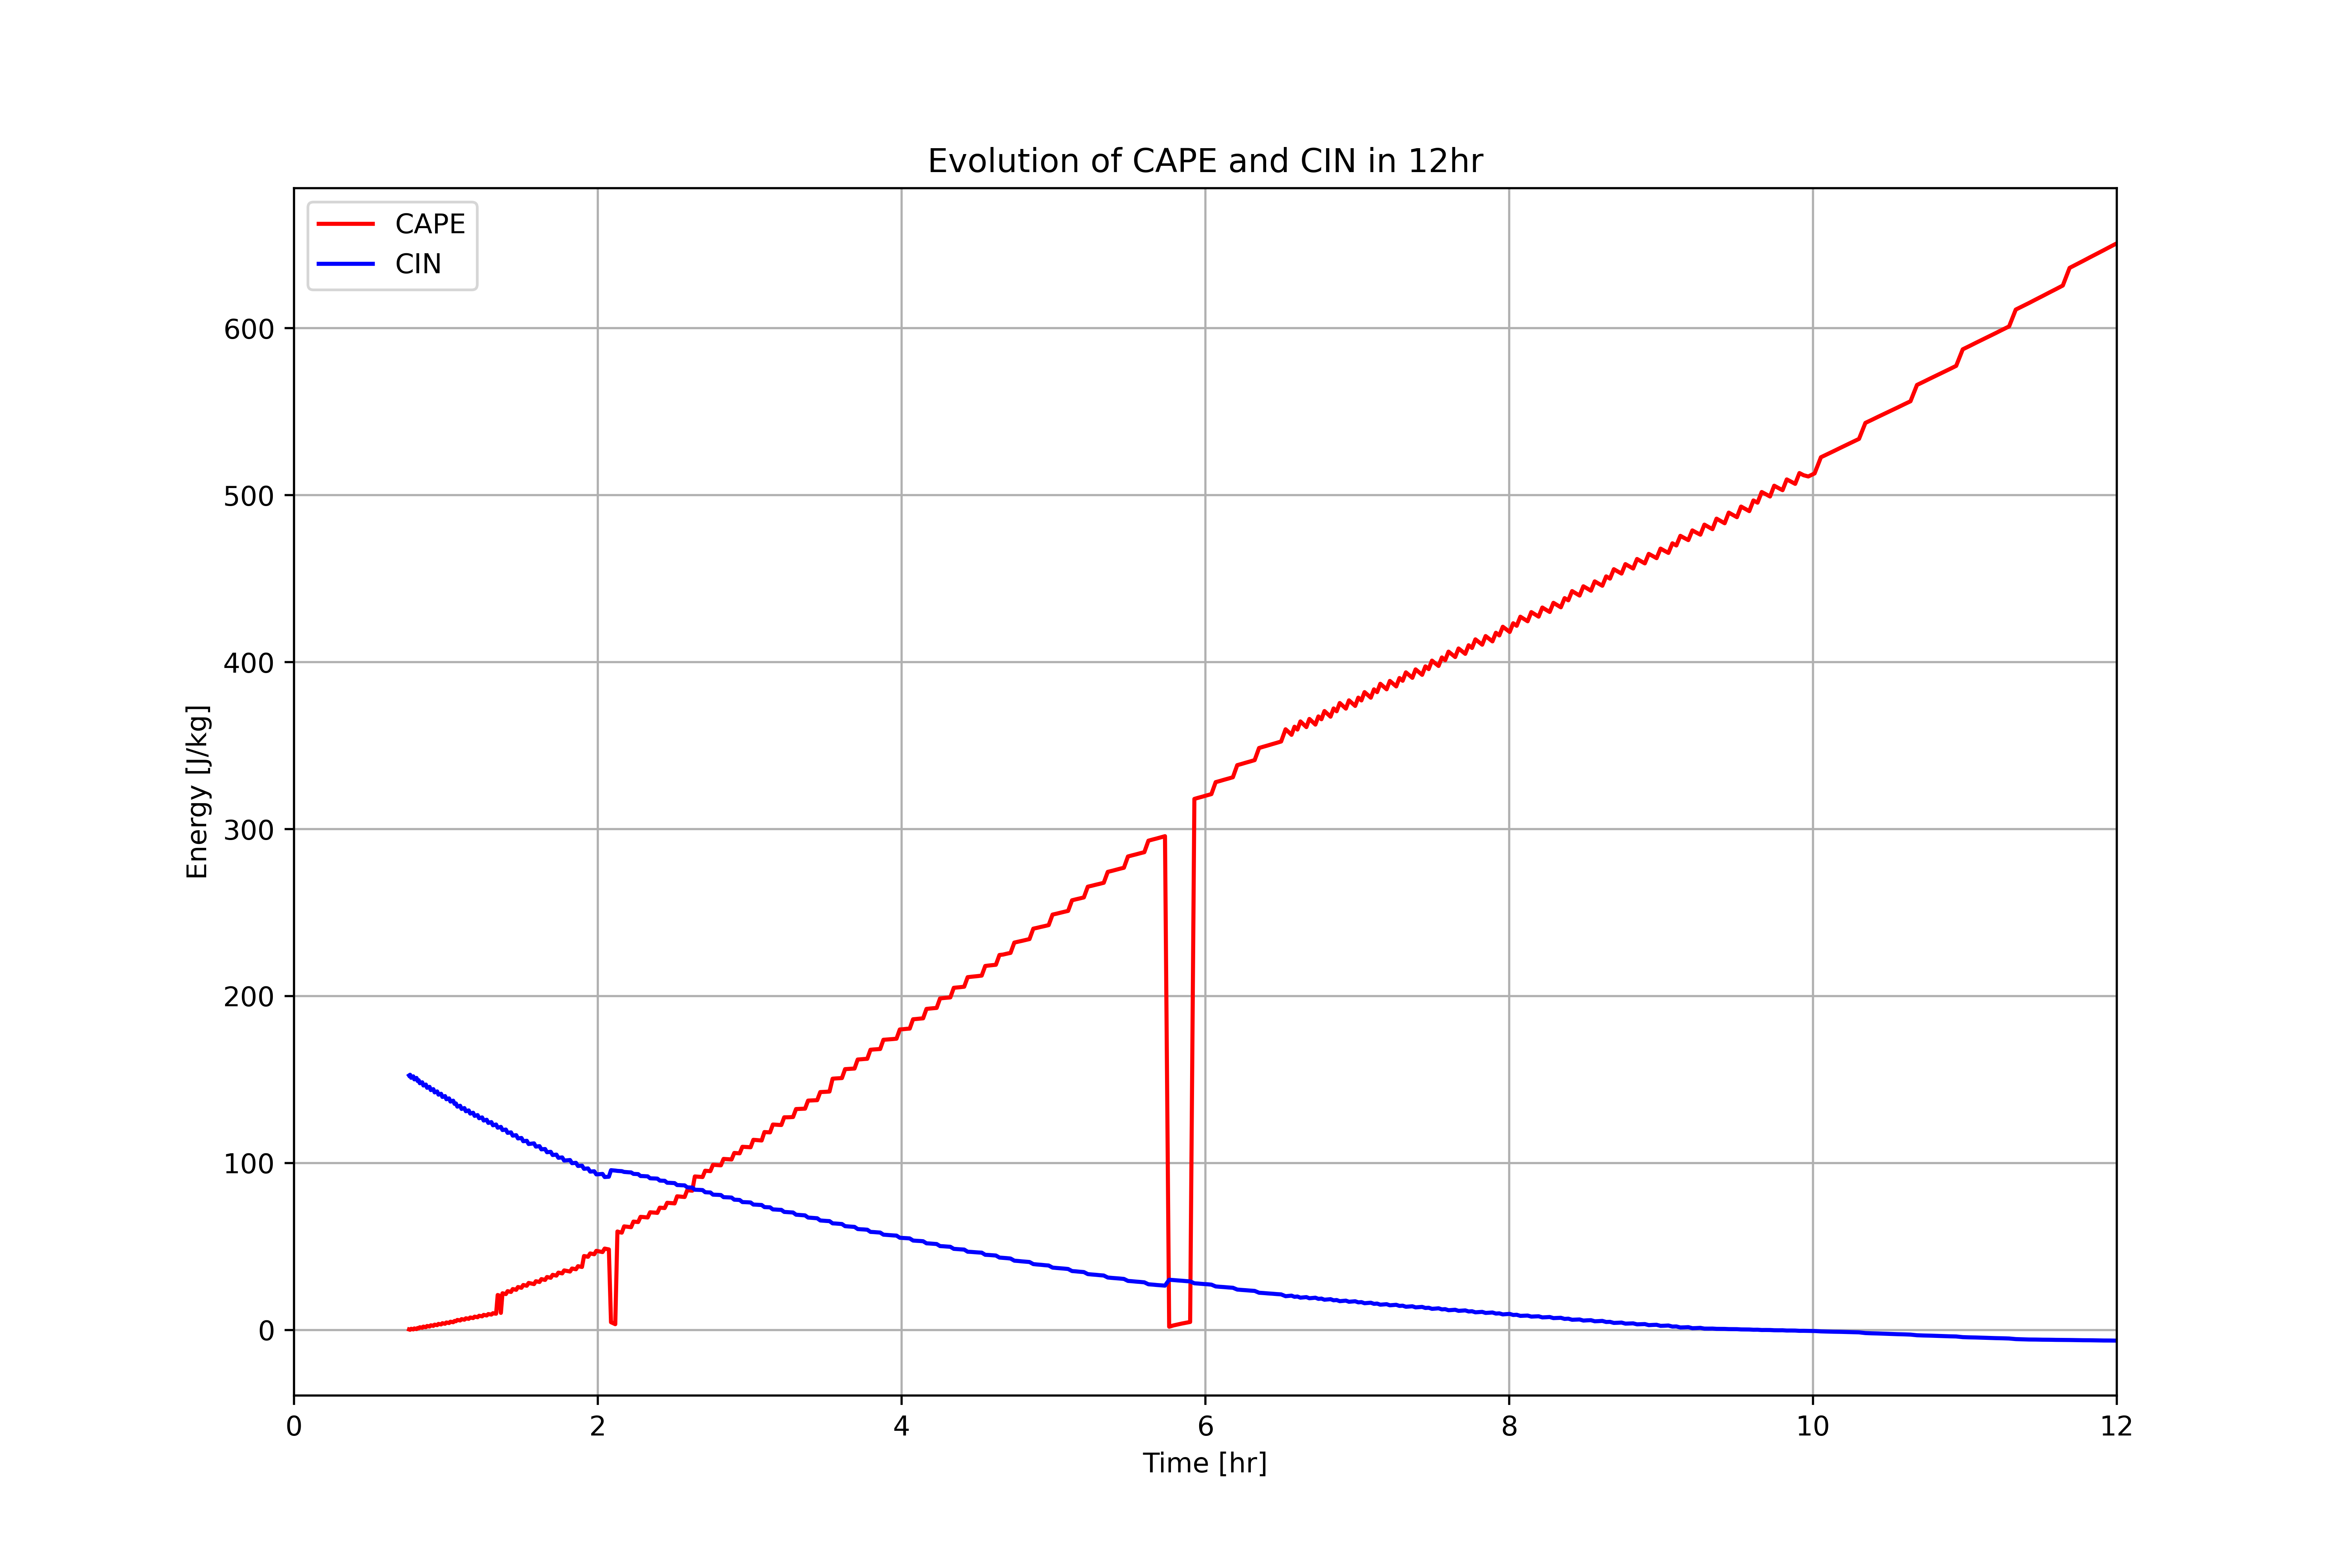 Evolution of CAPE and CIN in 12hr
CAPE
CIN
600
500
400
300
200
100
0
Energy [J/kg]
0 2 4 6 8 10 12
Time [hr]